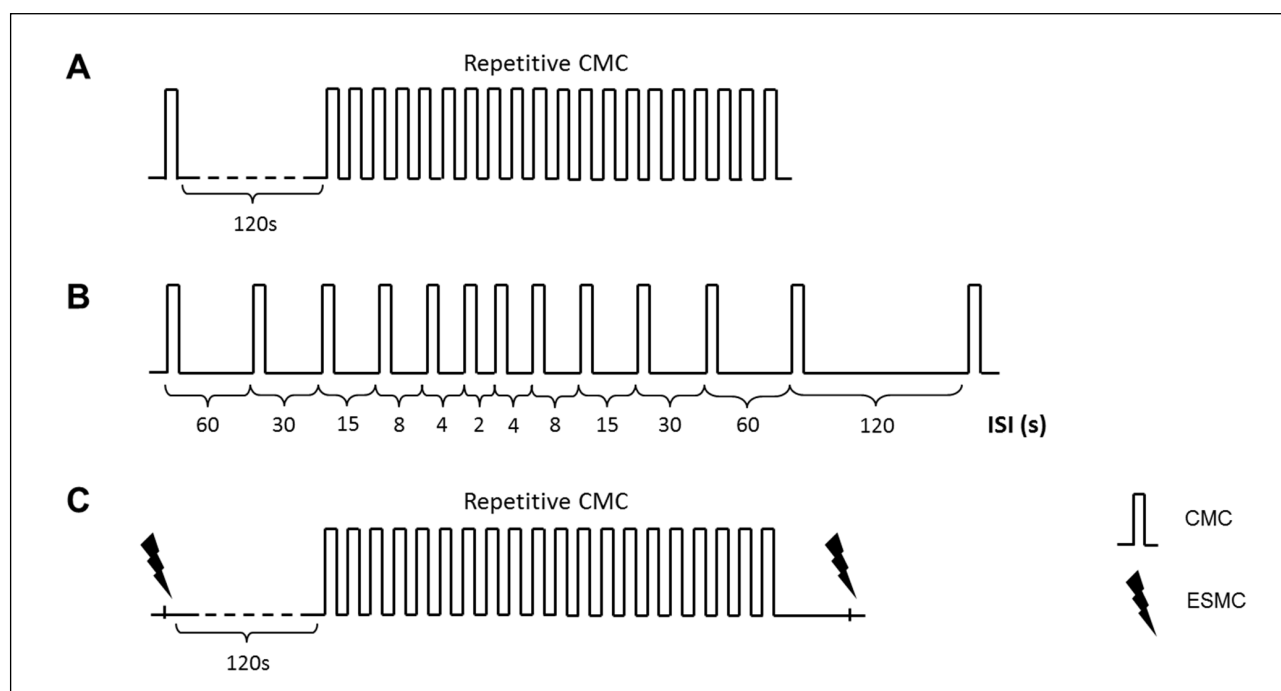 A
Repetitive CMC
120s
B
60 30 15 8 4 2 4 8 15 30 60 120 ISI (s)
C
Repetitive CMC
120s
CMC
ESMC